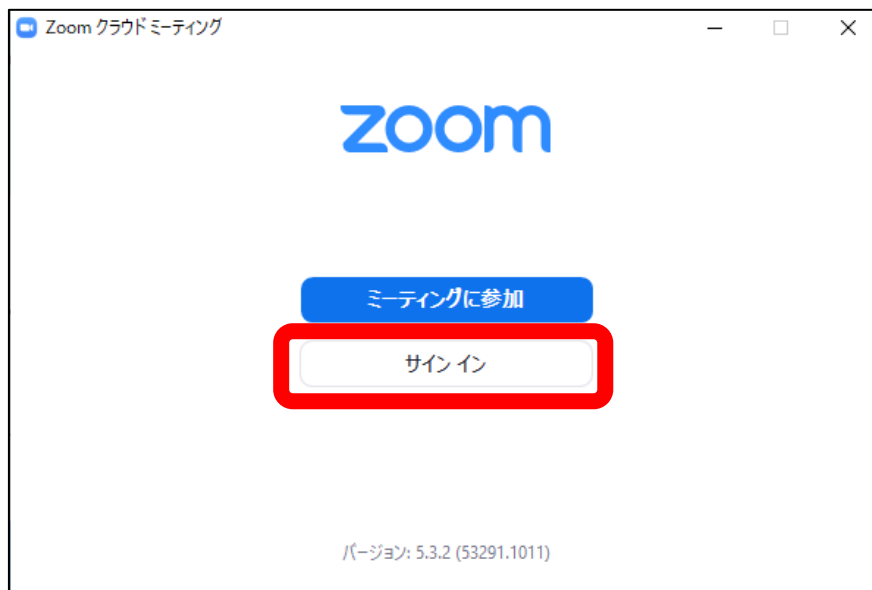 Zoom クラウド ミーティング
zoom
ミーティングに参加
サイン イン
バージョン: 5.3.2 (53291.1011)